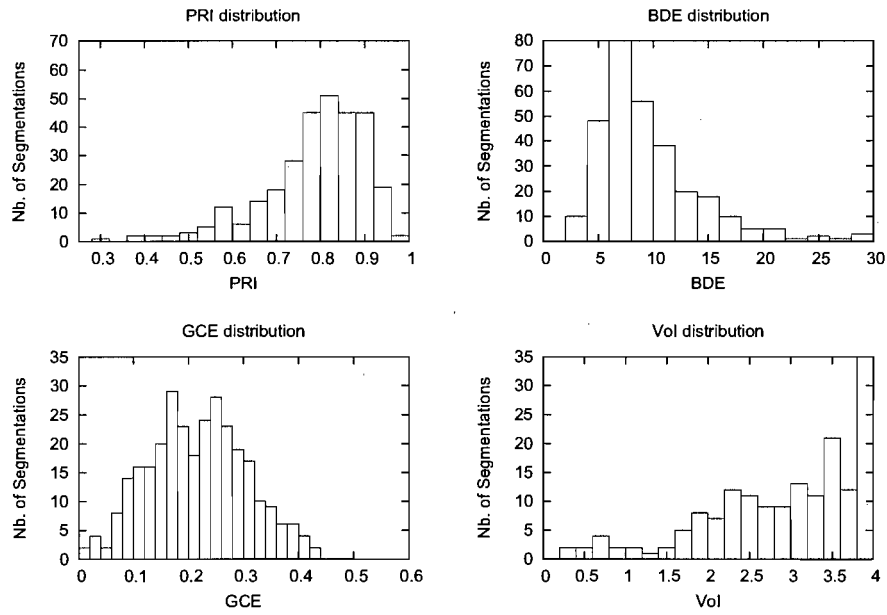 PRI distribution
70
60
50
40
30
20
10
0
0.3 0.4 0.5 0.6 0.7 0.8 0.9 1
PRI
Nb. of Segmentations
BDE distribution
80
70
60
50
40
30
20
10
0
0 5 10 15 20 25 30
BDE
Nb. of Segmentations
GCE distribution
35
30
25
20
15
10
5
0
0 0.1 0.2 0.3 0.4 0.5 0.6
GCE
Nb. of Segmentations
VoI distribution
35
30
25
20
15
10
5
0
0 0.5 1 1.5 2 2.5 3 3.5 4
VoI
Nb. of Segmentations